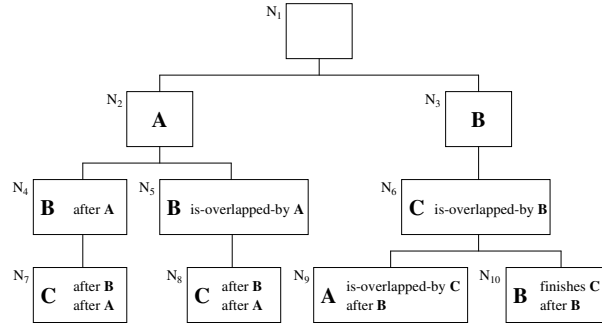 N1
N2
A
N3
B
N4
B after A
N5
B is-overlapped-by A
N6
C is-overlapped-by B
N7
C after B
after A
N8
C after B
after A
N9
A is-overlapped-by C
after B
N10
B finishes C
after B